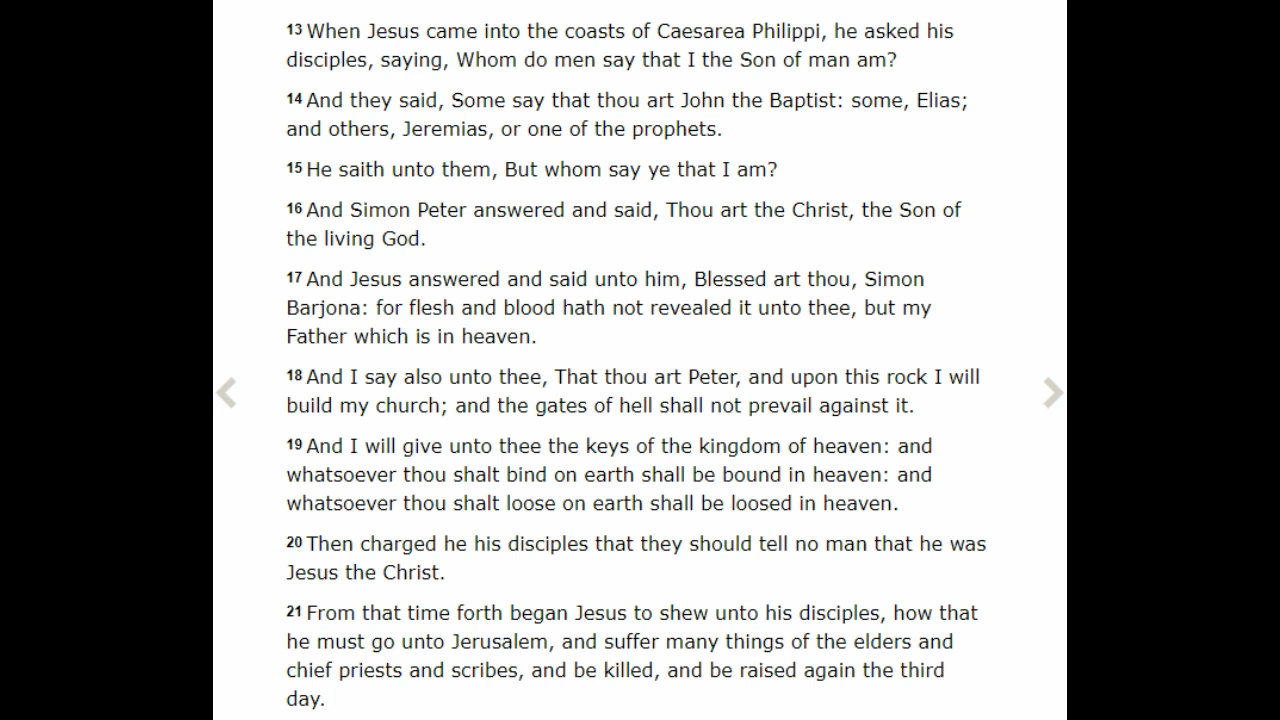 13 When Jesus came into the coasts of Caesarea Philippi, he asked his
disciples, saying, Whom do men say that I the Son of man am?
14 And they said, Some say that thou art John the Baptist: some, Elias;
and others, Jeremias, or one of the prophets.
15 He saith unto them, But whom say ye that I am?
16 And Simon Peter answered and said, Thou art the Christ, the Son of
the living God.
17 And Jesus answered and said unto him, Blessed art thou, Simon
Barjona: for flesh and blood hath not revealed it unto thee, but my
Father which is in heaven.
18 And I say also unto thee, That thou art Peter, and upon this rock I will
build my church; and the gates of hell shall not prevail against it.
19 And I will give unto thee the keys of the kingdom of heaven: and
whatsoever thou shalt bind on earth shall be bound in heaven: and
whatsoever thou shalt loose on earth shall be loosed in heaven.
20 Then charged he his disciples that they should tell no man that he was
Jesus the Christ.
21 From that time forth began Jesus to shew unto his disciples, how that
he must go unto Jerusalem, and suffer many things of the elders and
chief priests and scribes, and be killed, and be raised again the third
day.